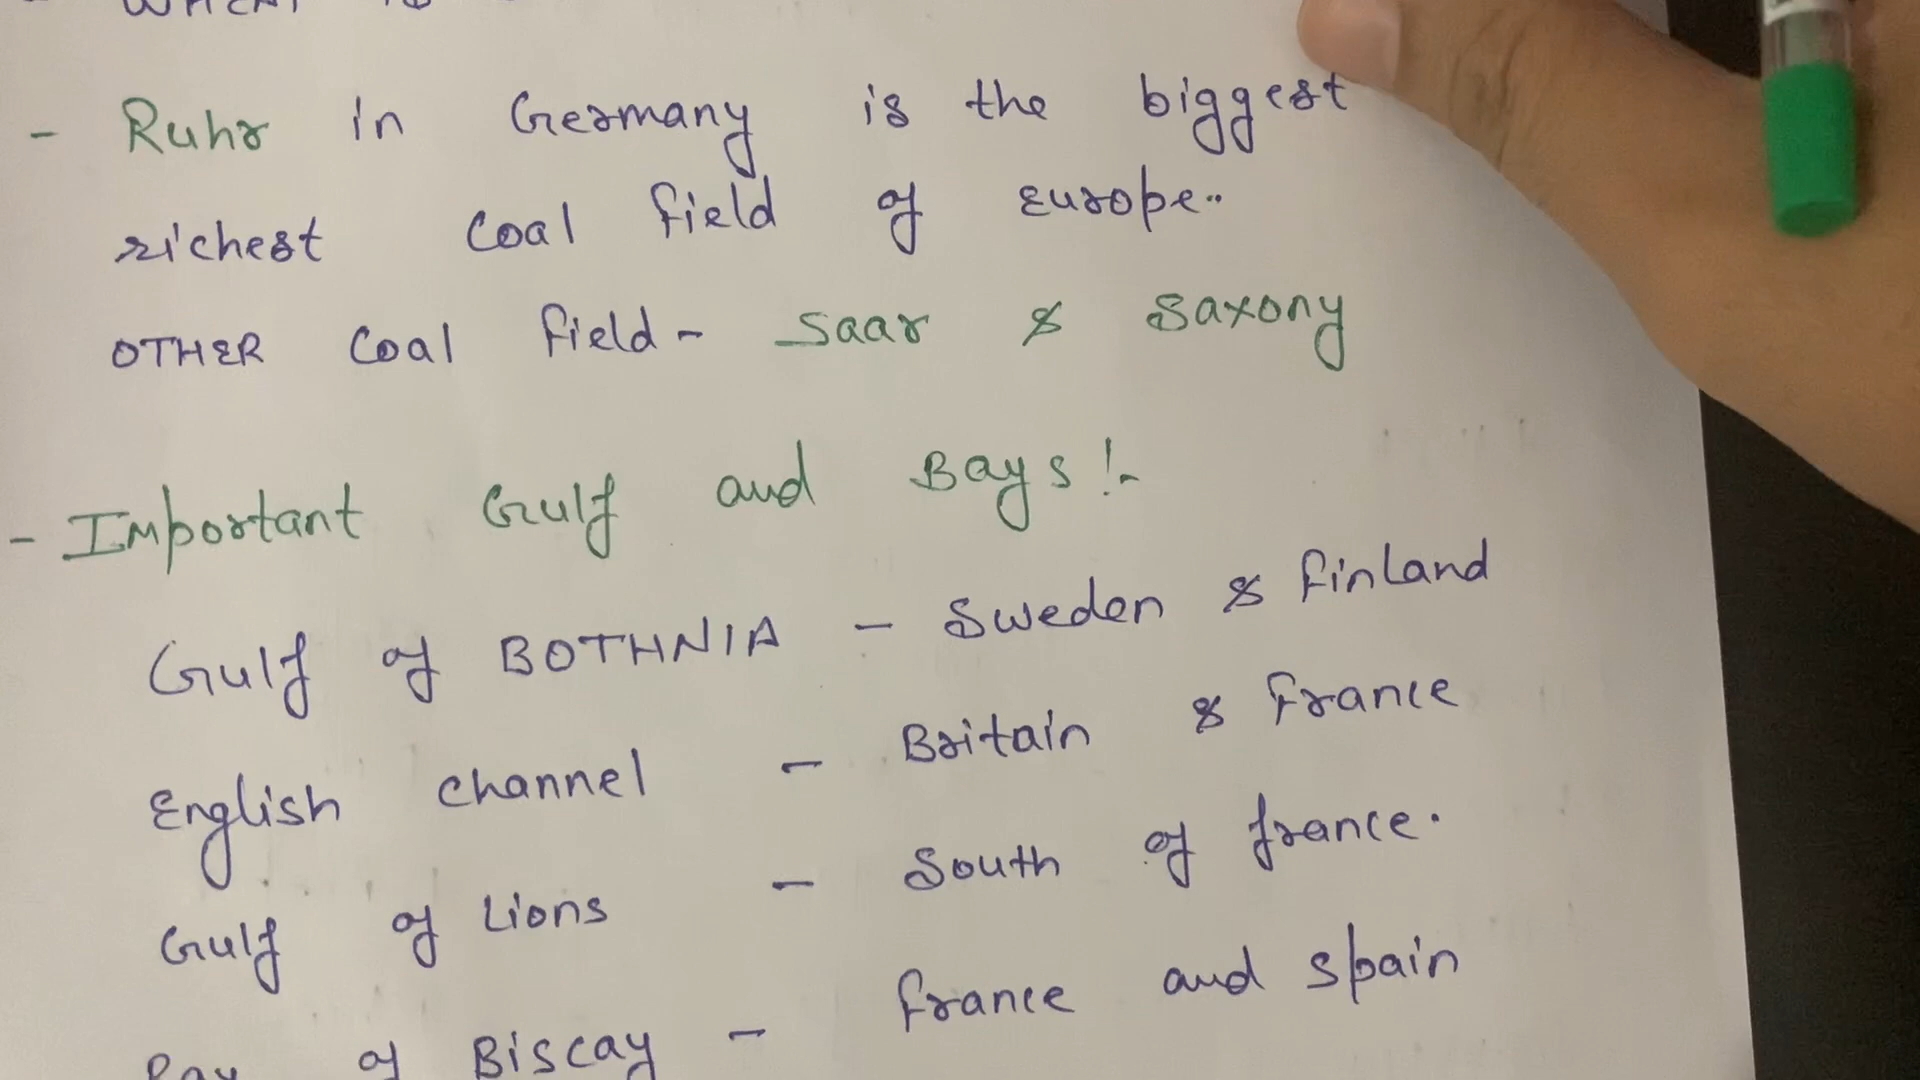 - Ruhr in Germany is the biggest
richest coal field of Europe..
OTHER coal field - Saar & Saxony
- Important Gulf and Bays :-
Gulf of BOTHNIA - Sweden & Finland
English channel - Britain & France
Gulf of Lions - South of france.
Bay of Biscay - france and spain